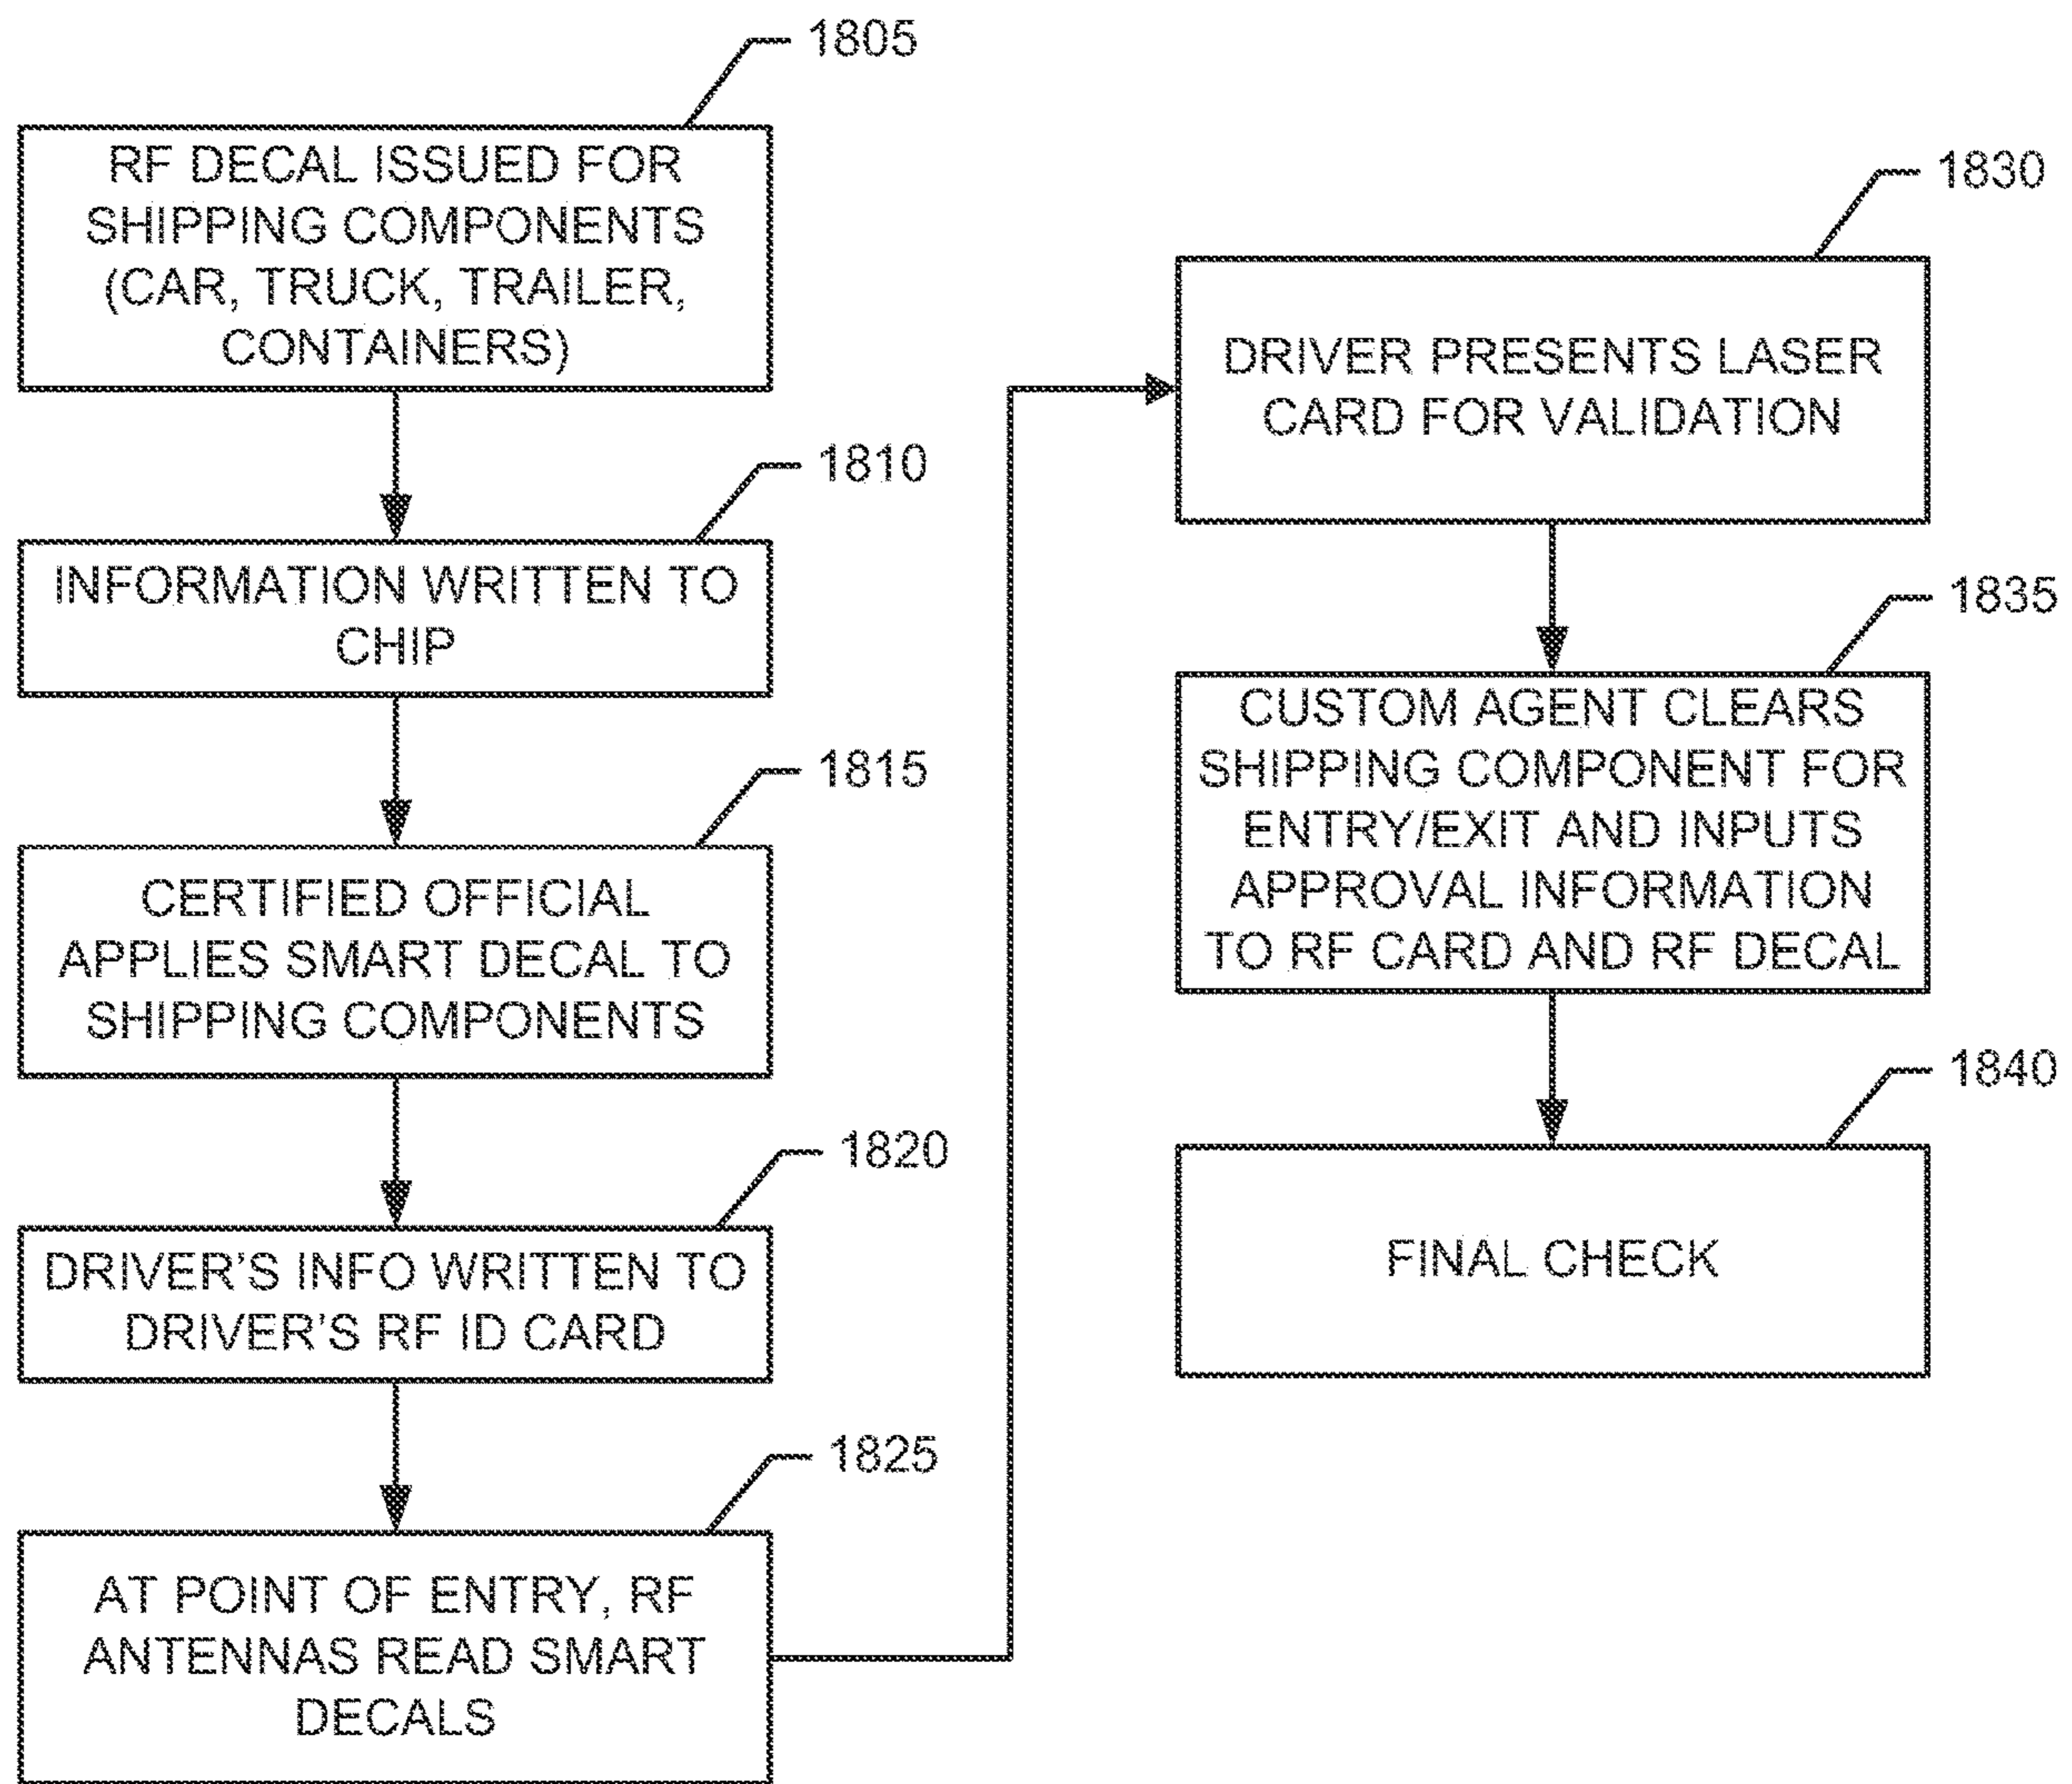 1805
RF DECAL ISSUED FOR
SHIPPING COMPONENTS
(CAR, TRUCK, TRAILER,
CONTAINERS)
1810
INFORMATION WRITTEN TO
CHIP
1815
CERTIFIED OFFICIAL
APPLIES SMART DECAL TO
SHIPPING COMPONENTS
1820
DRIVER'S INFO WRITTEN TO
DRIVER'S RF ID CARD
1825
AT POINT OF ENTRY, RF
ANTENNAS READ SMART
DECALS
1830
DRIVER PRESENTS LASER
CARD FOR VALIDATION
1835
CUSTOM AGENT CLEARS
SHIPPING COMPONENT FOR
ENTRY/EXIT AND INPUTS
APPROVAL INFORMATION
TO RF CARD AND RF DECAL
1840
FINAL CHECK